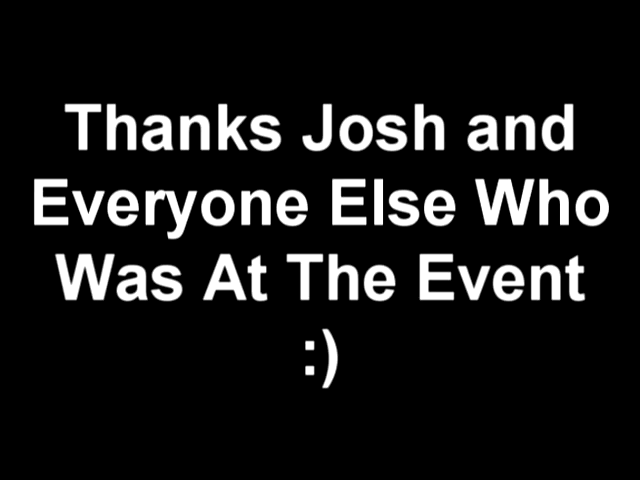 Thanks Josh and
Everyone Else Who
Was At The Event
:)